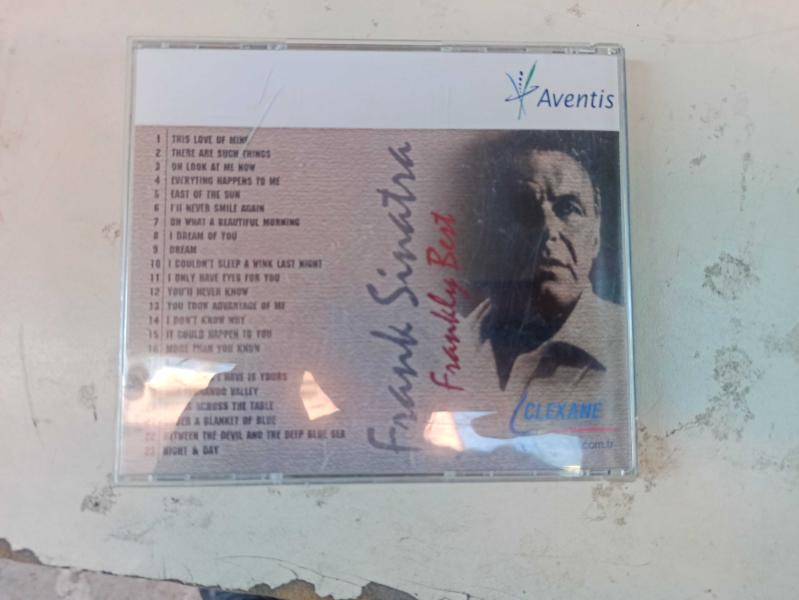 Aventis
1 THIS LOVE OF MINE
2 THERE ARE SUCH THINGS
3 OH LOOK AT ME NOW
4 EVERYTING HAPPENS TO ME
5 EAST OF THE SUN
6 I'll NEVER SMILE AGAIN
7 OH WHAT A BEAUTIFUL MORNING
8 I DREAM OF YOU
9 DREAM
10 I COULDN'T SLEEP A WINK LAST NIGHT
11 I ONLY HAVE EYES FOR YOU
12 YOU'll NEVER KNOW
13 YOU TOOK ADVANTAGE OF ME
14 I DON'T KNOW WHY
15 IT COULD HAPPEN TO YOU
16 MORE THAN YOU KNOW
HAVE IS YOURS
VALLEY
ACROSS THE TABLE
A BLANKET OF BLUE
22 BETWEEN THE DEVIL AND THE DEEP BLUE SEA
23 NIGHT & DAY
Frank Sinatra
Frankly Best
CLEXANE
com.tr